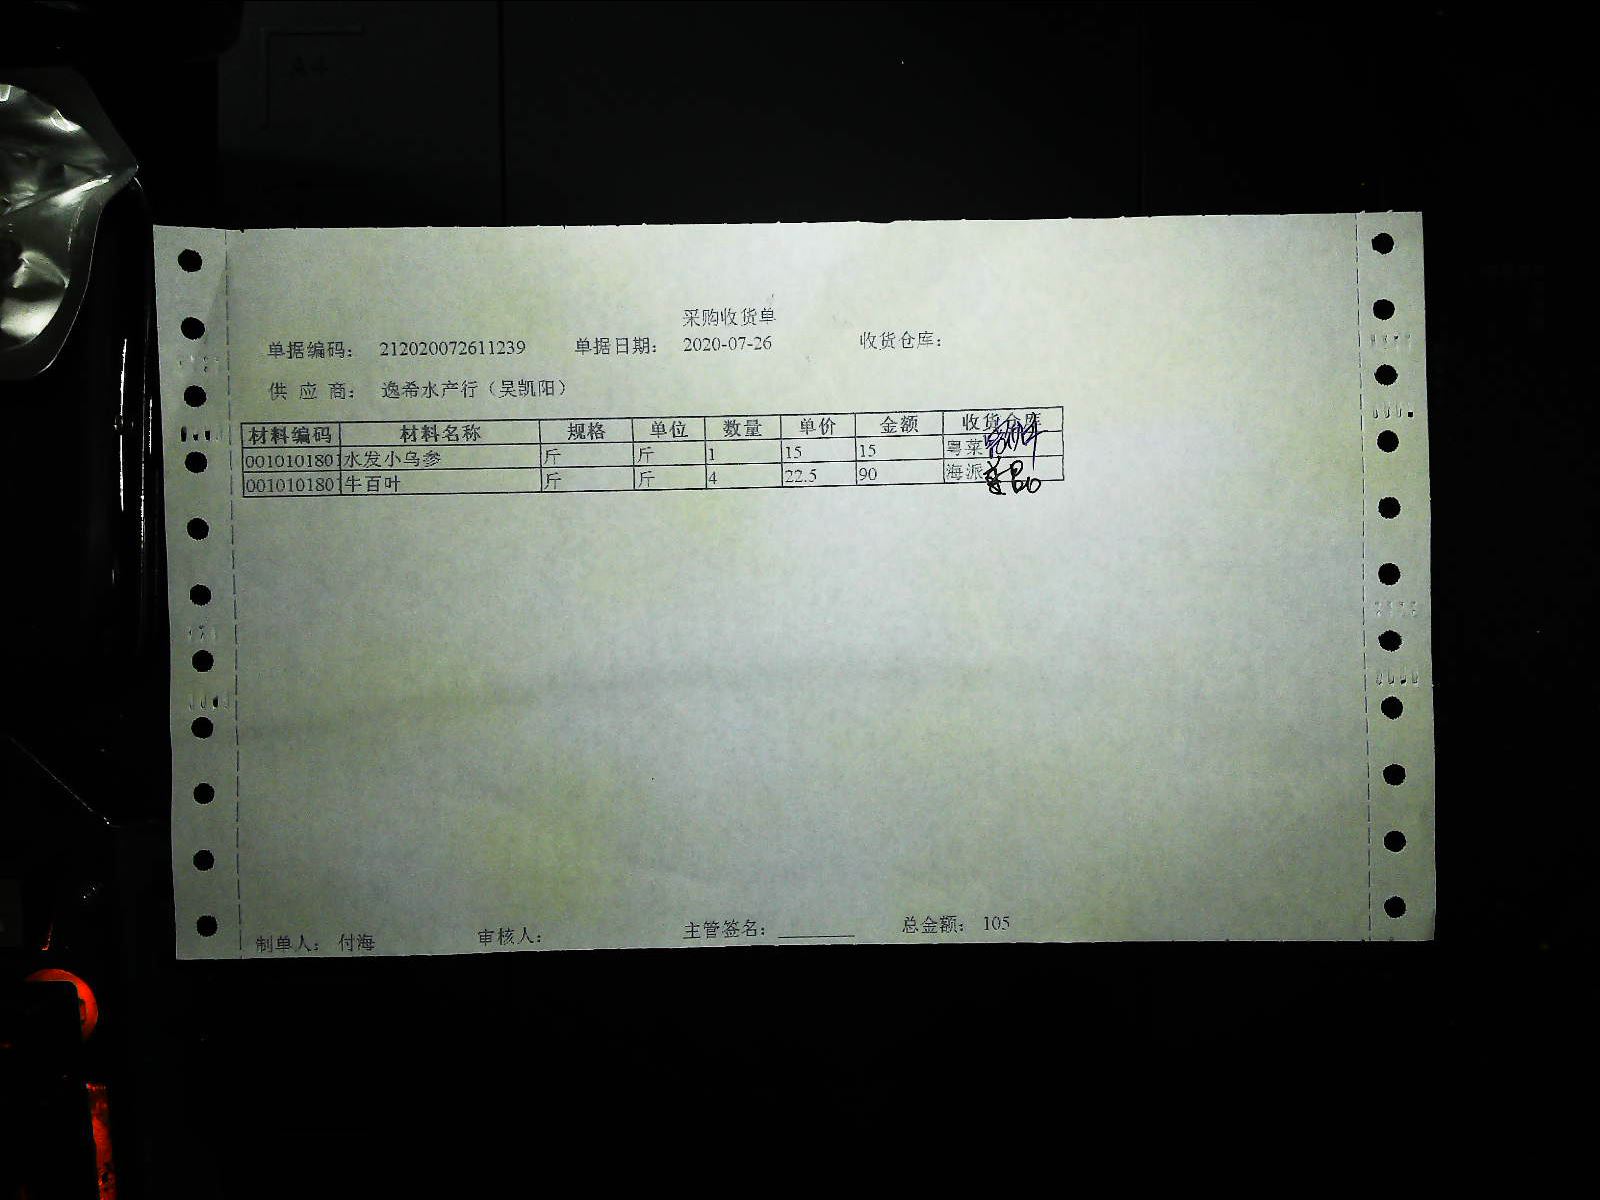 采购收货单
单据编码： 212020072611239 单据日期： 2020-07-26 收货仓库：
供 应 商： 逸希水产行（吴凯阳）
材料编码 材料名称 规格 单位 数量 单价 金额 收货仓库
0010101801 水发小乌参 斤 斤 1 15 15 粤菜
0010101801 牛百叶 斤 斤 4 22.5 90 海派
制单人： 付海 审核人： 主管签名： 总金额： 105